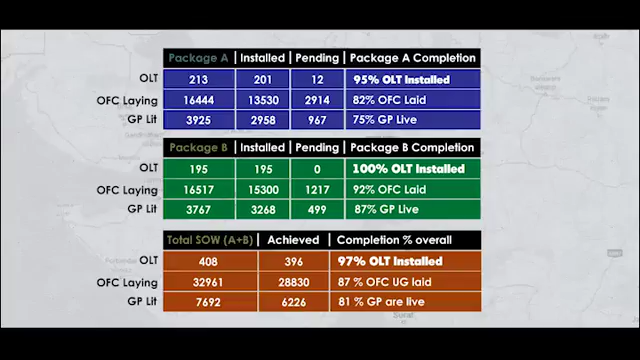 Package A Installed Pending Package A Completion
OLT 213 201 12 95% OLT Installed
OFC Laying 16444 13530 2914 82% OFC Laid
GP Lit 3925 2958 967 75% GP Live
Package B Installed Pending Package B Completion
OLT 195 195 0 100% OLT Installed
OFC Laying 16517 15300 1217 92% OFC Laid
GP Lit 3767 3268 499 87% GP Live
Total SOW (A+B) Achieved Completion % overall
OLT 408 396 97% OLT Installed
OFC Laying 32961 28830 87 % OFC UG laid
GP Lit 7692 6226 81 % GP are live
Surat